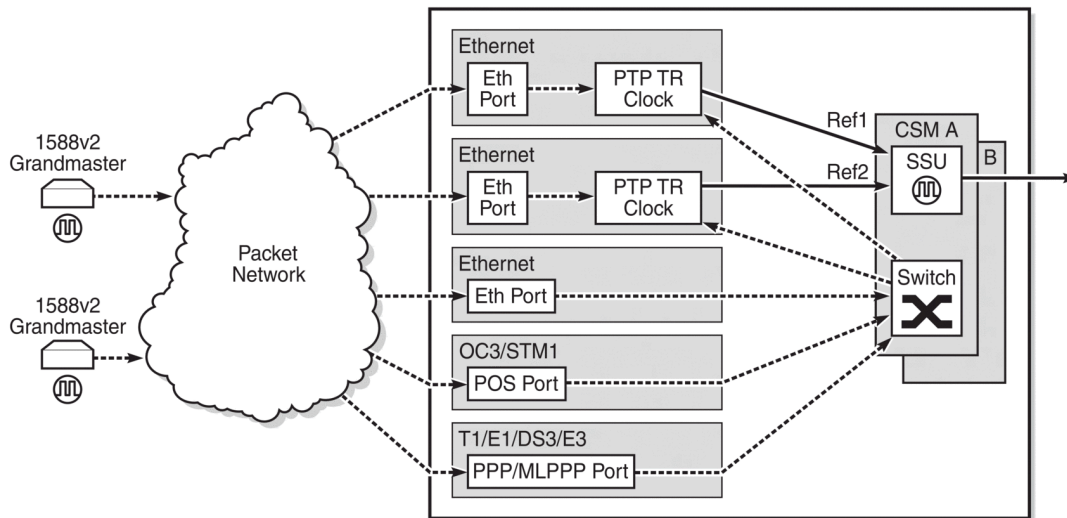 1588v2
Grandmaster
1588v2
Grandmaster
Packet
Network
Ethernet
Eth
Port
PTP TR
Clock
Ref1
Ethernet
Eth
Port
PTP TR
Clock
Ref2
Ethernet
Eth Port
OC3/STM1
POS Port
T1/E1/DS3/E3
PPP/MLPPP Port
CSM A
SSU
B
Switch